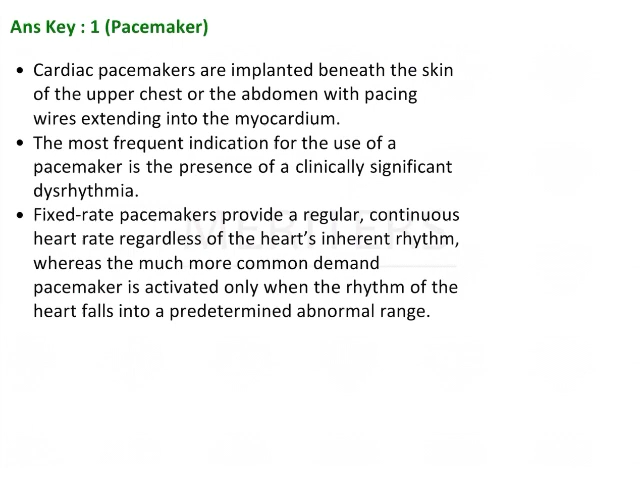 Ans Key : 1 (Pacemaker)
• Cardiac pacemakers are implanted beneath the skin
of the upper chest or the abdomen with pacing
wires extending into the myocardium.
• The most frequent indication for the use of a
pacemaker is the presence of a clinically significant
dysrhythmia.
• Fixed-rate pacemakers provide a regular, continuous
heart rate regardless of the heart's inherent rhythm,
whereas the much more common demand
pacemaker is activated only when the rhythm of the
heart falls into a predetermined abnormal range.